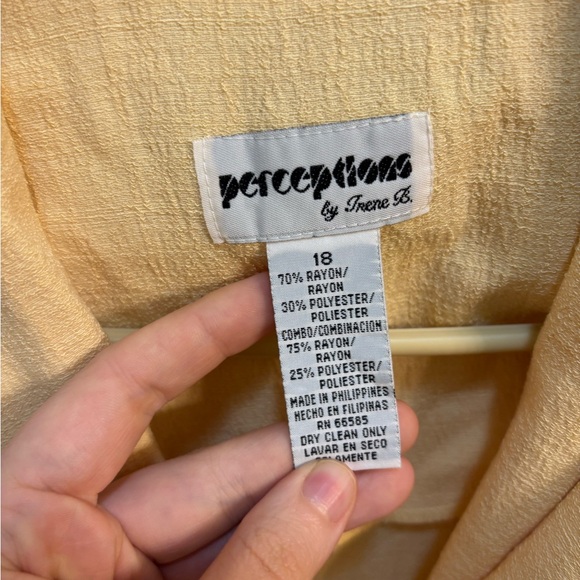 perceptions
by Irene B.
18
70% RAYON/
RAYON
30% POLYESTER/
POLIESTER
COMBO/COMBINACION
75% RAYON/
RAYON
25% POLYESTER/
POLIESTER
MADE IN PHILIPPINES
HECHO EN FILIPINAS
RN 66585
DRY CLEAN ONLY
LAVAR EN SECO
SOLAMENTE